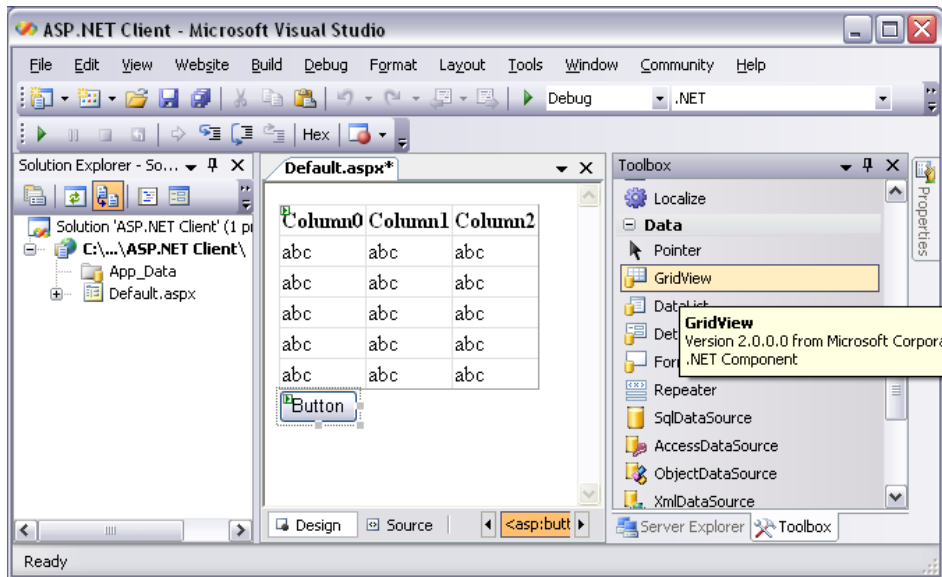 ASP.NET Client - Microsoft Visual Studio
File Edit View Website Build Debug Format Layout Tools Window Community Help
Debug .NET
Hex
Solution Explorer - So...
Solution 'ASP.NET Client' (1 p
C:\...\ASP.NET Client\
App_Data
Default.aspx
Default.aspx*
Column0 Column1 Column2
abc abc abc
abc abc abc
abc abc abc
abc abc abc
abc abc abc
Button
Design Source <asp:butt
Toolbox
Localize
Data
Pointer
GridView
DataList
Det
For
GridView
Version 2.0.0.0 from Microsoft Corpora
.NET Component
Repeater
SqlDataSource
AccessDataSource
ObjectDataSource
XmlDataSource
Server Explorer Toolbox
Properties
Ready